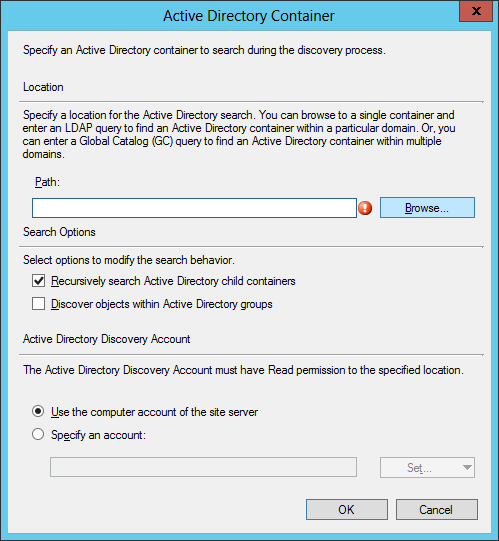 Active Directory Container
x
Specify an Active Directory container to search during the discovery process.
Location
Specify a location for the Active Directory search. You can browse to a single container and
enter an LDAP query to find an Active Directory container within a particular domain. Or, you
can enter a Global Catalog (GC) query to find an Active Directory container within multiple
domains.
Path:
Browse...
Search Options
Select options to modify the search behavior.
Recursively search Active Directory child containers
Discover objects within Active Directory groups
Active Directory Discovery Account
The Active Directory Discovery Account must have Read permission to the specified location.
Use the computer account of the site server
Specify an account:
Set...
OK
Cancel